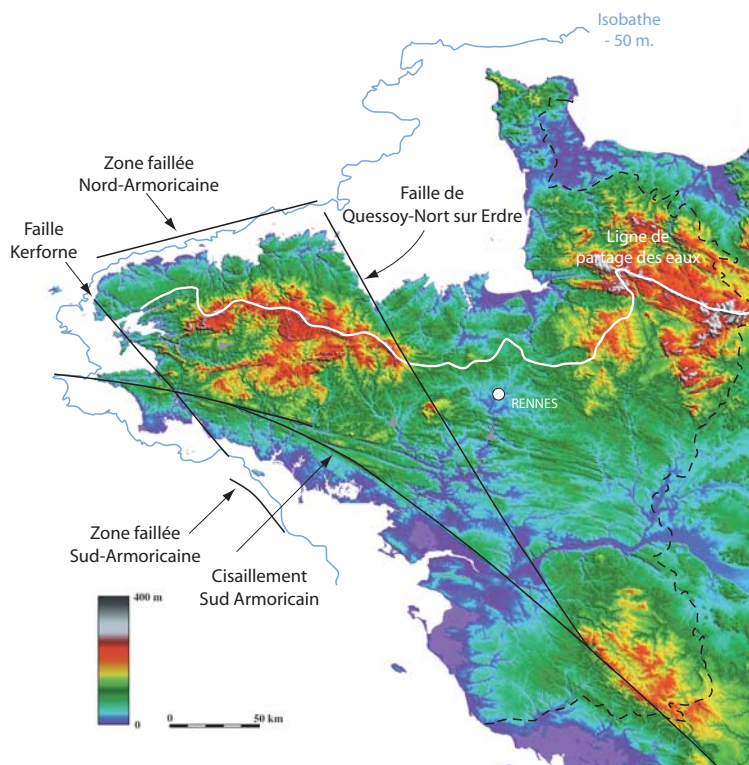 Isobathe
- 50 m.
Zone faillée
Nord-Armoricaine
Faille de
Quessoy-Nort sur Erdre
Faille
Kerforne
Ligne de
partage des eaux
RENNES
Zone faillée
Sud-Armoricaine
Cisaillement
Sud Armoricain
400 m
0
0
50 km